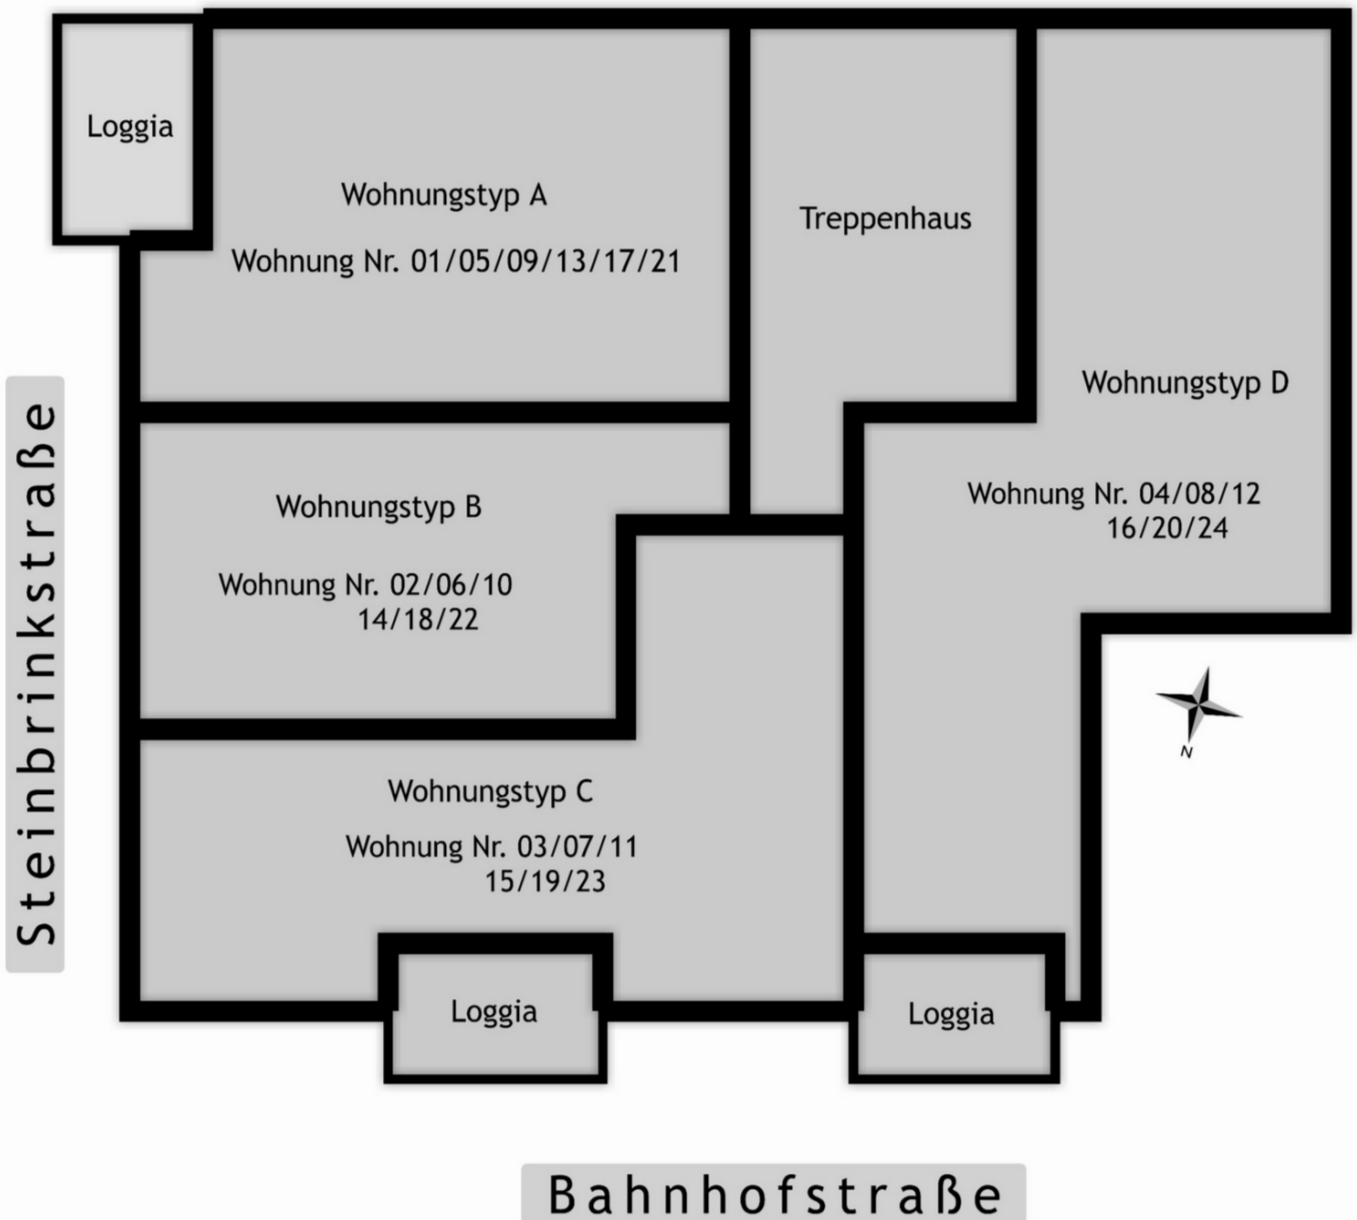 Loggia
Wohnungstyp A
Wohnung Nr. 01/05/09/13/17/21
Treppenhaus
Wohnungstyp D
Wohnung Nr. 04/08/12
16/20/24
Wohnungstyp B
Wohnung Nr. 02/06/10
14/18/22
Wohnungstyp C
Wohnung Nr. 03/07/11
15/19/23
Loggia
Loggia
N
Steinbrinkstraße
Bahnhofstraße